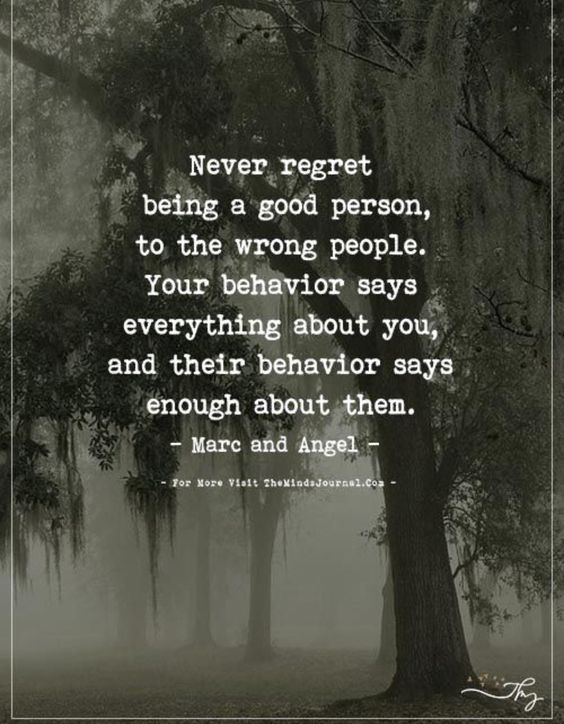 Never regret
being a good person,
to the wrong people.
Your behavior says
everything about you,
and their behavior says
enough about them.
- Marc and Angel -
- For More Visit TheMindsJournal.Com -